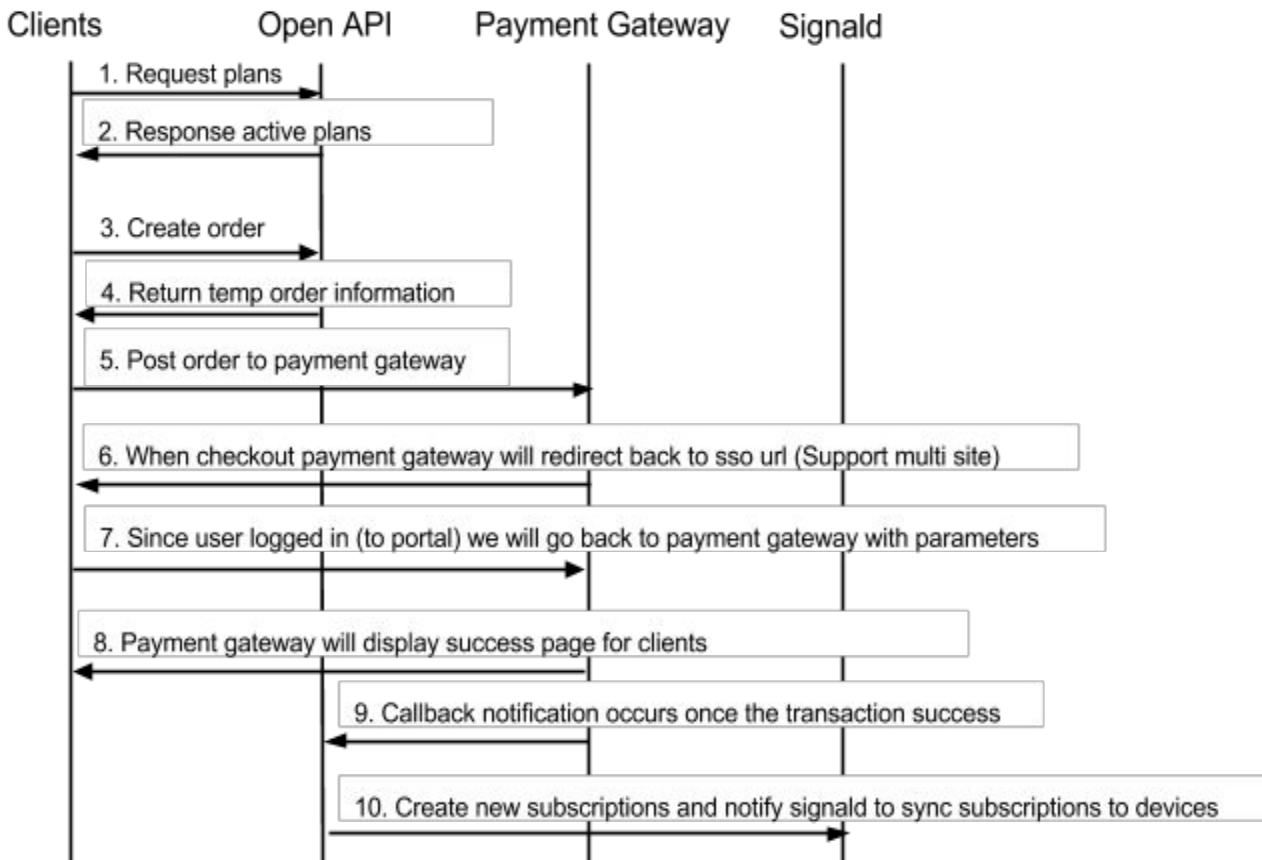 Clients Open API Payment Gateway Signald
1. Request plans
2. Response active plans
3. Create order
4. Return temp order information
5. Post order to payment gateway
6. When checkout payment gateway will redirect back to sso url (Support multi site)
7. Since user logged in (to portal) we will go back to payment gateway with parameters
8. Payment gateway will display success page for clients
9. Callback notification occurs once the transaction success
10. Create new subscriptions and notify signald to sync subscriptions to devices